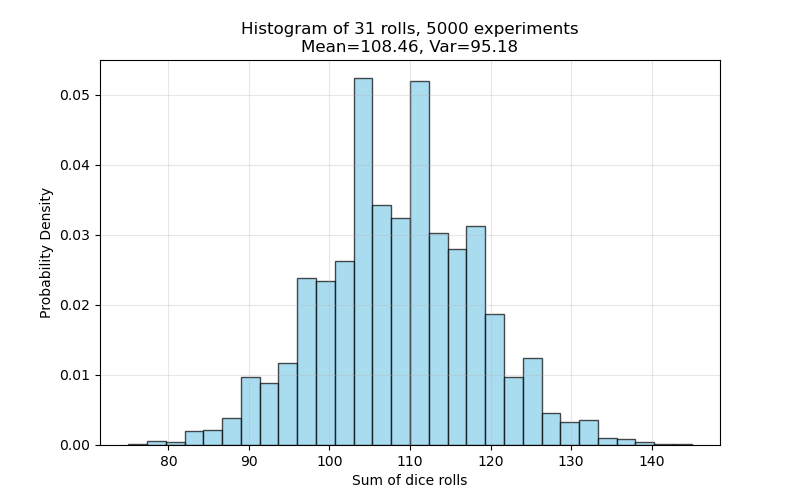 Histogram of 31 rolls, 5000 experiments
Mean=108.46, Var=95.18
Probability Density
0.05
0.04
0.03
0.02
0.01
0.00
80 90 100 110 120 130 140
Sum of dice rolls